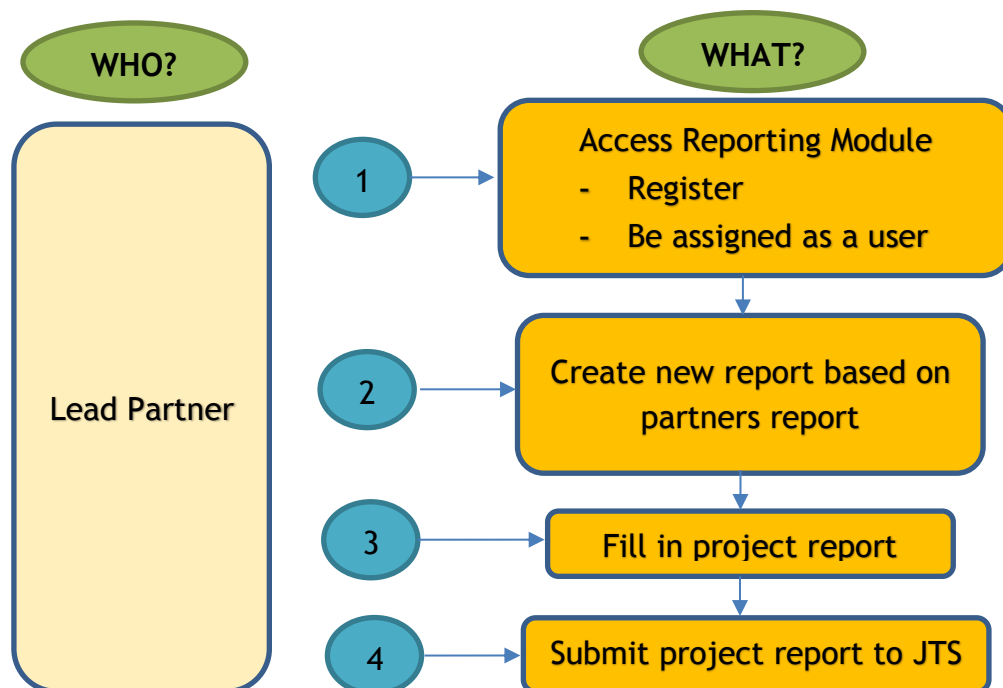 WHO?
WHAT?
Lead Partner
1
Access Reporting Module
- Register
- Be assigned as a user
2
Create new report based on
partners report
3
Fill in project report
4
Submit project report to JTS